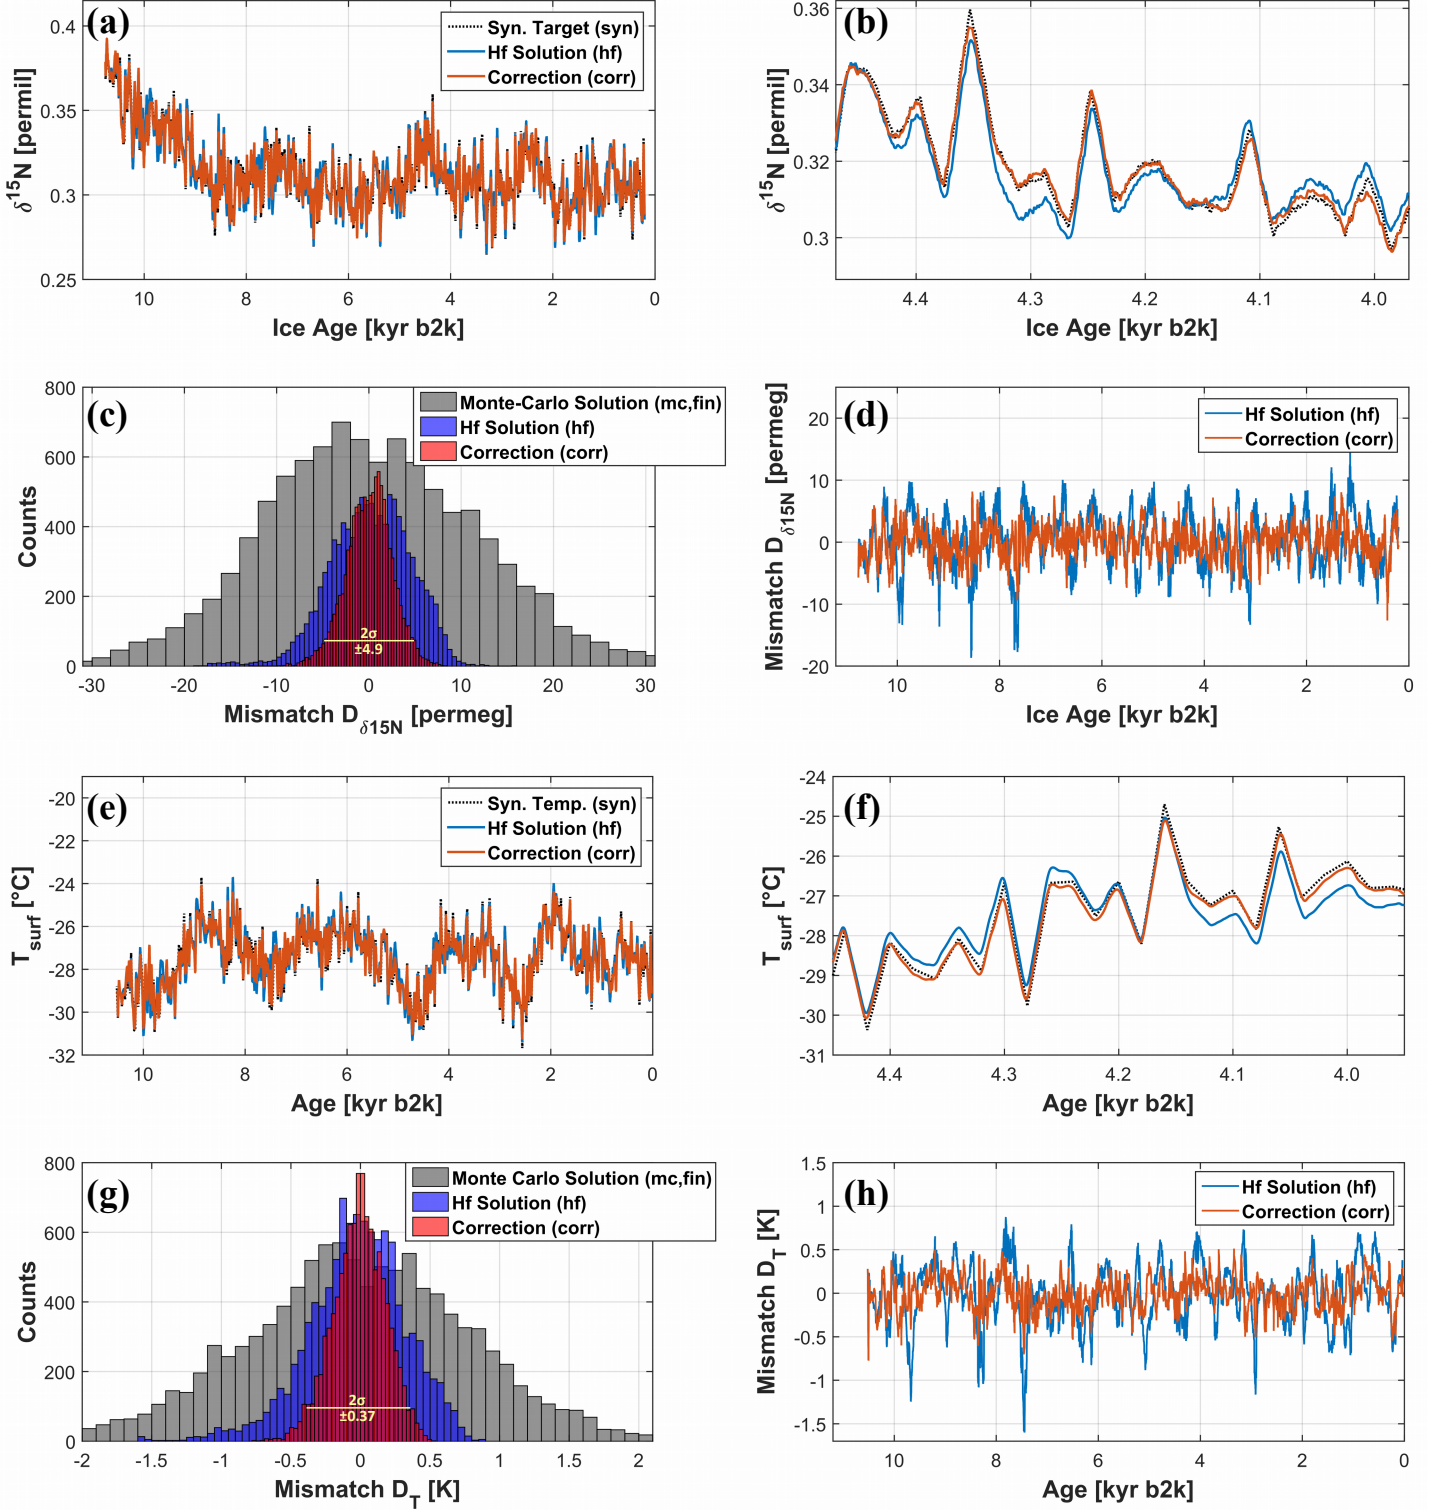 (a)
Syn. Target (syn)
Hf Solution (hf)
Correction (corr)
0.4
0.35
0.3
0.25
δ15N [permil]
10 8 6 4 2 0
Ice Age [kyr b2k]
(b)
0.36
0.34
0.32
0.3
δ15N [permil]
4.4 4.3 4.2 4.1 4.0
Ice Age [kyr b2k]
(c)
Monte-Carlo Solution (mc,fin)
Hf Solution (hf)
Correction (corr)
800
600
400
200
0
Counts
2σ
±4.9
-30 -20 -10 0 10 20 30
Mismatch Dδ15N [permeg]
(d)
Hf Solution (hf)
Correction (corr)
20
10
0
-10
-20
Mismatch Dδ15N [permeg]
10 8 6 4 2 0
Ice Age [kyr b2k]
(e)
Syn. Temp. (syn)
Hf Solution (hf)
Correction (corr)
-20
-22
-24
-26
-28
-30
-32
Tsurf [°C]
10 8 6 4 2 0
Age [kyr b2k]
(f)
-24
-25
-26
-27
-28
-29
-30
-31
Tsurf [°C]
4.4 4.3 4.2 4.1 4.0
Age [kyr b2k]
(g)
Monte Carlo Solution (mc,fin)
Hf Solution (hf)
Correction (corr)
800
600
400
200
0
Counts
2σ
±0.37
-2 -1.5 -1 -0.5 0 0.5 1 1.5 2
Mismatch DT [K]
(h)
Hf Solution (hf)
Correction (corr)
1.5
1
0.5
0
-0.5
-1
-1.5
Mismatch DT [K]
10 8 6 4 2 0
Age [kyr b2k]